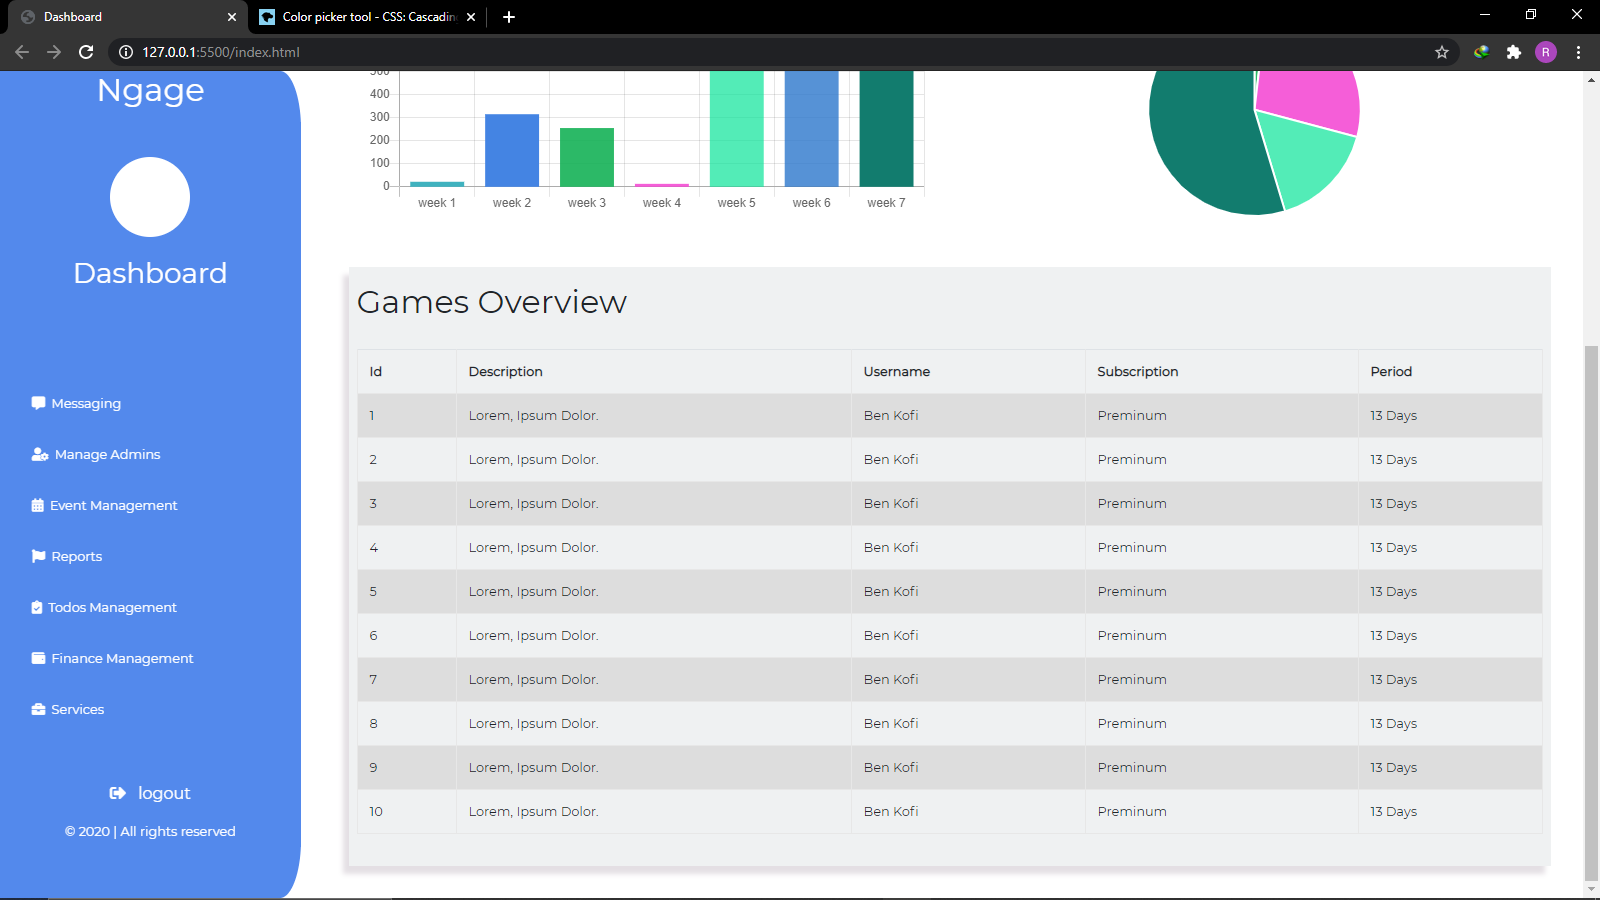 Dashboard
Color picker tool - CSS: Cascadin
127.0.0.1:5500/index.html
R
Ngage
Dashboard
Messaging
Manage Admins
Event Management
Reports
Todos Management
Finance Management
Services
logout
© 2020 | All rights reserved
500
400
300
200
100
0
week 1 week 2 week 3 week 4 week 5 week 6 week 7
Games Overview
Id Description Username Subscription Period
1 Lorem, Ipsum Dolor. Ben Kofi Preminum 13 Days
2 Lorem, Ipsum Dolor. Ben Kofi Preminum 13 Days
3 Lorem, Ipsum Dolor. Ben Kofi Preminum 13 Days
4 Lorem, Ipsum Dolor. Ben Kofi Preminum 13 Days
5 Lorem, Ipsum Dolor. Ben Kofi Preminum 13 Days
6 Lorem, Ipsum Dolor. Ben Kofi Preminum 13 Days
7 Lorem, Ipsum Dolor. Ben Kofi Preminum 13 Days
8 Lorem, Ipsum Dolor. Ben Kofi Preminum 13 Days
9 Lorem, Ipsum Dolor. Ben Kofi Preminum 13 Days
10 Lorem, Ipsum Dolor. Ben Kofi Preminum 13 Days